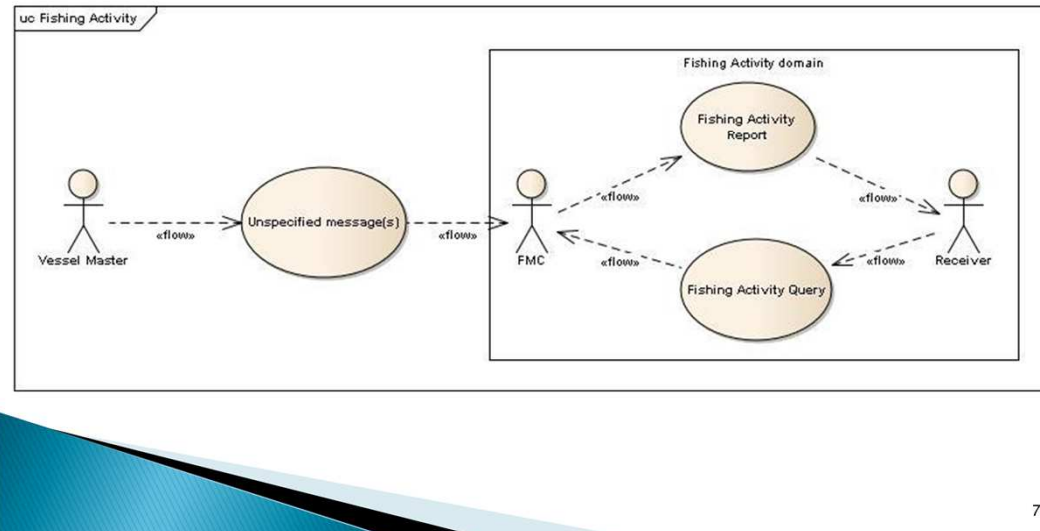 uc Fishing Activity
Fishing Activity domain
Fishing Activity
Report
«flow»
«flow»
Unspecified message(s)
«flow»
«flow»
Vessel Master
FMC
«flow»
«flow»
Receiver
Fishing Activity Query
7